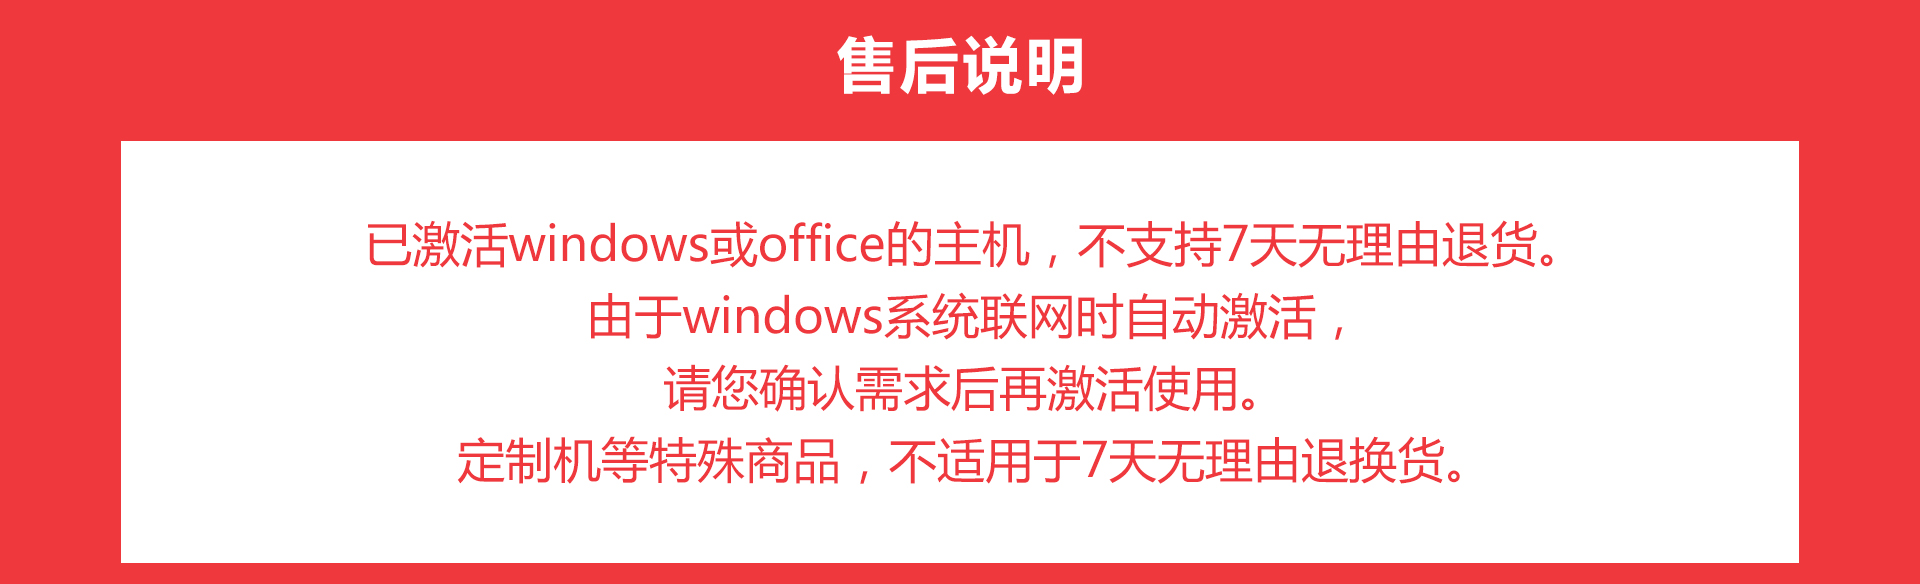 售后说明
已激活windows或office的主机，不支持7天无理由退货。
由于windows系统联网时自动激活，
请您确认需求后再激活使用。
定制机等特殊商品，不适用于7天无理由退换货。